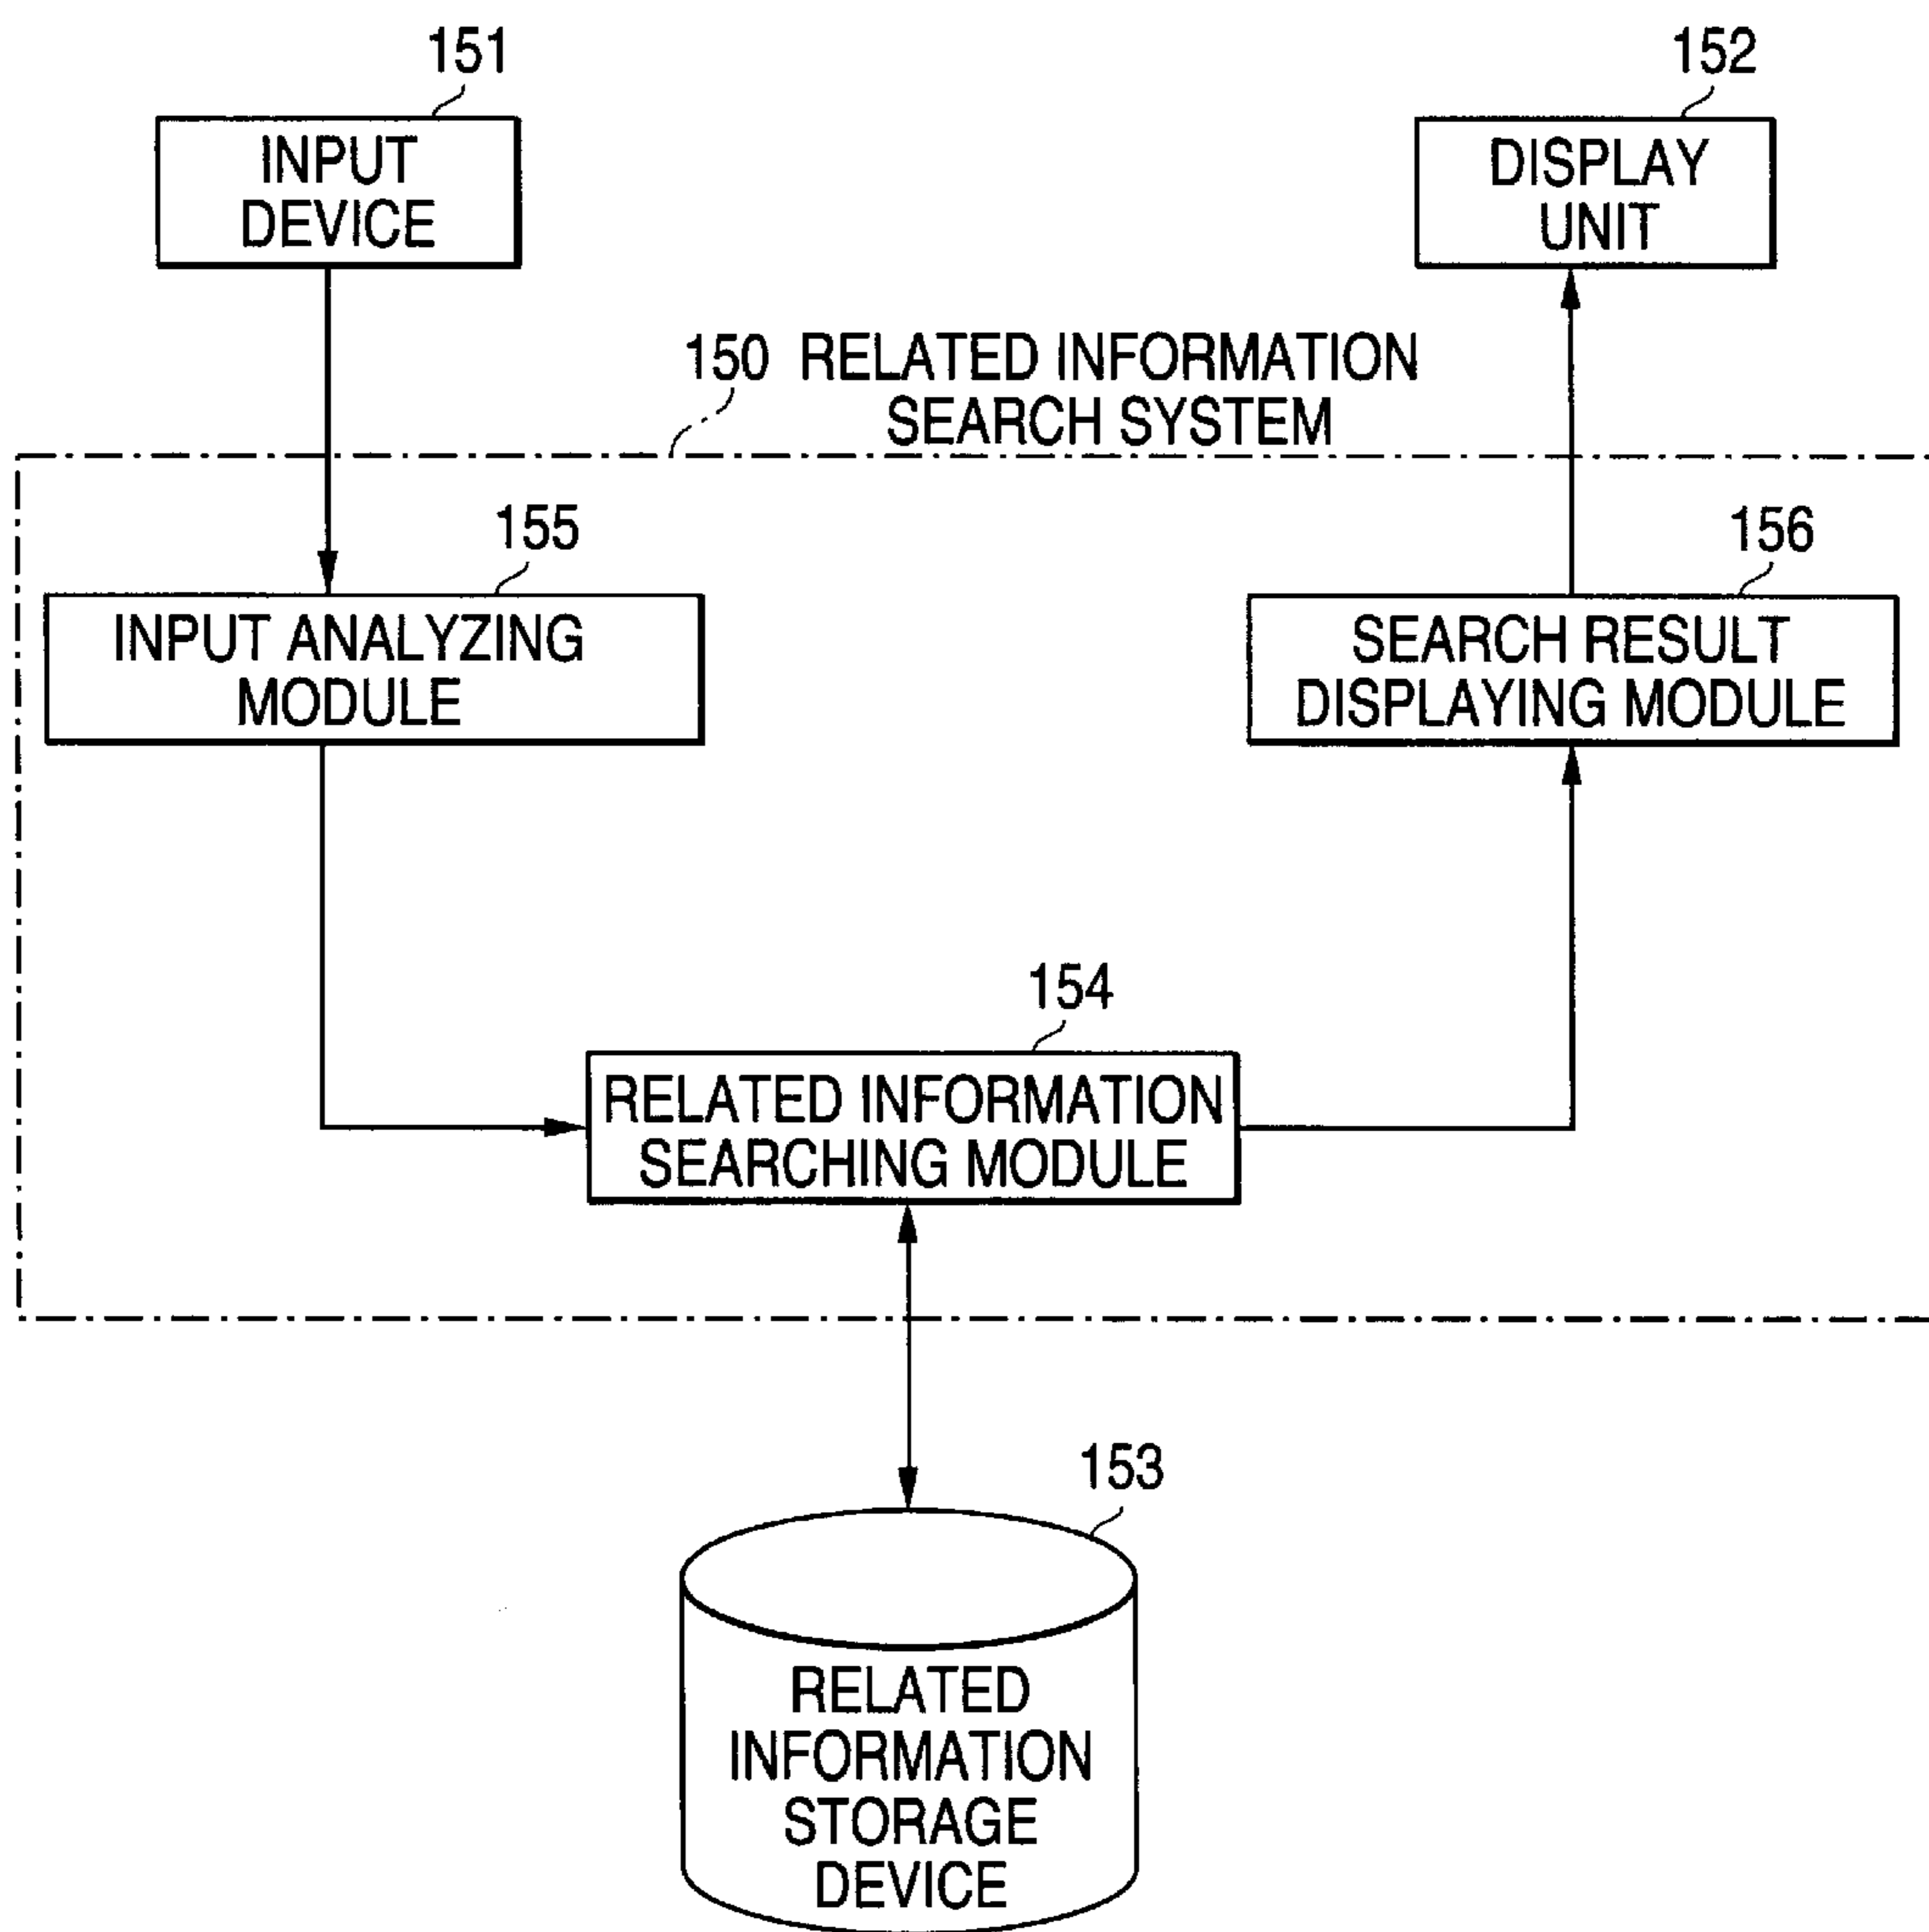 151
INPUT
DEVICE
152
DISPLAY
UNIT
150 RELATED INFORMATION
SEARCH SYSTEM
155
INPUT ANALYZING
MODULE
156
SEARCH RESULT
DISPLAYING MODULE
154
RELATED INFORMATION
SEARCHING MODULE
153
RELATED
INFORMATION
STORAGE
DEVICE